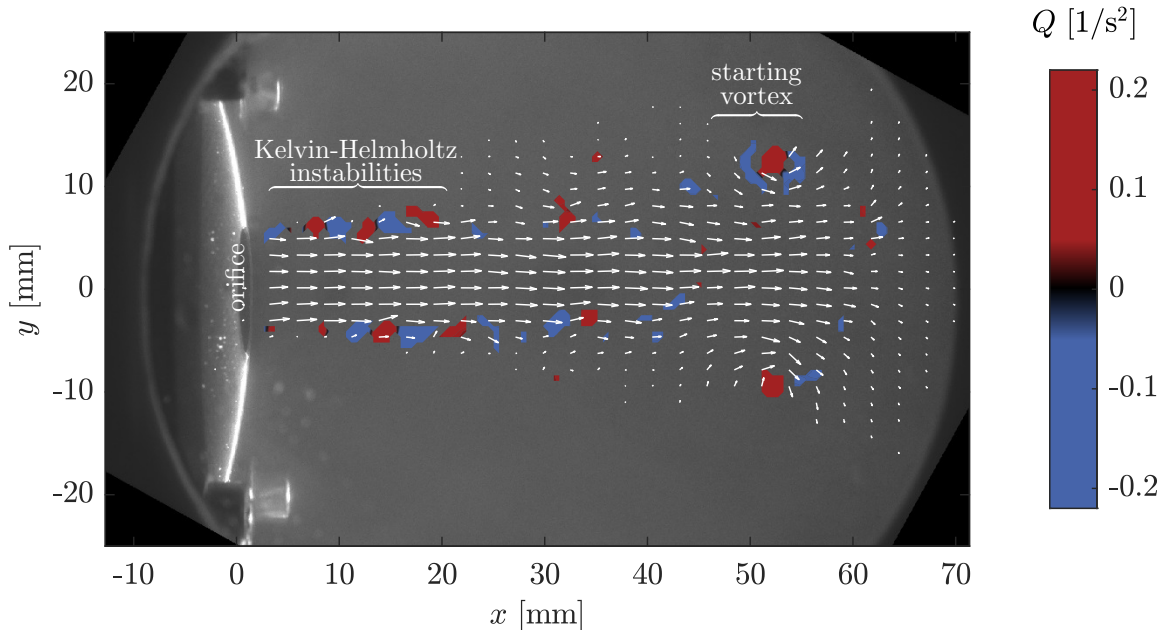 Q [1/s²]
starting
vortex
Kelvin-Helmholtz
instabilities
orifice
20
10
0
-10
-20
y [mm]
-10 0 10 20 30 40 50 60 70
x [mm]
0.2
0.1
0
-0.1
-0.2